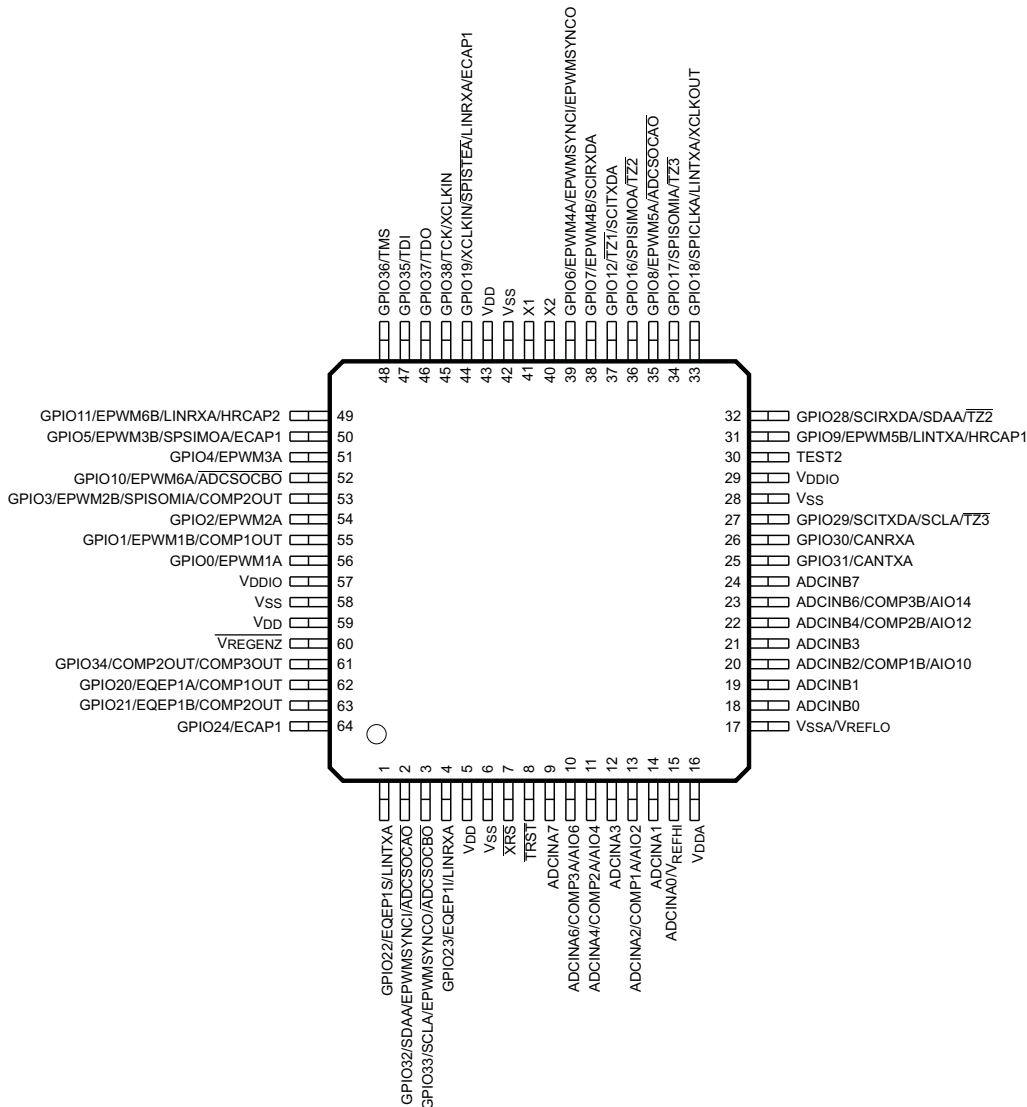 GPIO36/TMS
GPIO35/TDI
GPIO37/TDO
GPIO38/TCK/XCLKIN
GPIO19/XCLKIN/SPISTEA/LINRXA/ECAP1
VDD
VSS
X1
X2
GPIO6/EPWM4A/EPWMSYNCI/EPWMSYNCO
GPIO7/EPWM4B/SCIRXDA
GPIO12/TZ1/SCITXDA
GPIO16/SPISIMOA/TZ2
GPIO8/EPWM5A/ADCSOCAO
GPIO17/SPISOMIA/TZ3
GPIO18/SPICLKA/LINTXA/XCLKOUT
48 47 46 45 44 43 42 41 40 39 38 37 36 35 34 33
GPIO11/EPWM6B/LINRXA/HRCAP2 49
GPIO5/EPWM3B/SPSIMOA/ECAP1 50
GPIO4/EPWM3A 51
GPIO10/EPWM6A/ADCSOCBO 52
GPIO3/EPWM2B/SPISOMIA/COMP2OUT 53
GPIO2/EPWM2A 54
GPIO1/EPWM1B/COMP1OUT 55
GPIO0/EPWM1A 56
VDDIO 57
VSS 58
VDD 59
VREGENZ 60
GPIO34/COMP2OUT/COMP3OUT 61
GPIO20/EQEP1A/COMP1OUT 62
GPIO21/EQEP1B/COMP2OUT 63
GPIO24/ECAP1 64
32 GPIO28/SCIRXDA/SDAA/TZ2
31 GPIO9/EPWM5B/LINTXA/HRCAP1
30 TEST2
29 VDDIO
28 VSS
27 GPIO29/SCITXDA/SCLA/TZ3
26 GPIO30/CANRXA
25 GPIO31/CANTXA
24 ADCINB7
23 ADCINB6/COMP3B/AIO14
22 ADCINB4/COMP2B/AIO12
21 ADCINB3
20 ADCINB2/COMP1B/AIO10
19 ADCINB1
18 ADCINB0
17 VSSA/VREFLO
1 2 3 4 5 6 7 8 9 10 11 12 13 14 15 16
GPIO22/EQEP1S/LINTXA
GPIO32/SDAA/EPWMSYNCI/ADCSOCAO
GPIO33/SCLA/EPWMSYNCO/ADCSOCBO
GPIO23/EQEP1I/LINRXA
VDD
VSS
XRS
TRST
ADCINA7
ADCINA6/COMP3A/AIO6
ADCINA4/COMP2A/AIO4
ADCINA3
ADCINA2/COMP1A/AIO2
ADCINA1
ADCINA0/VREFHI
VDDA